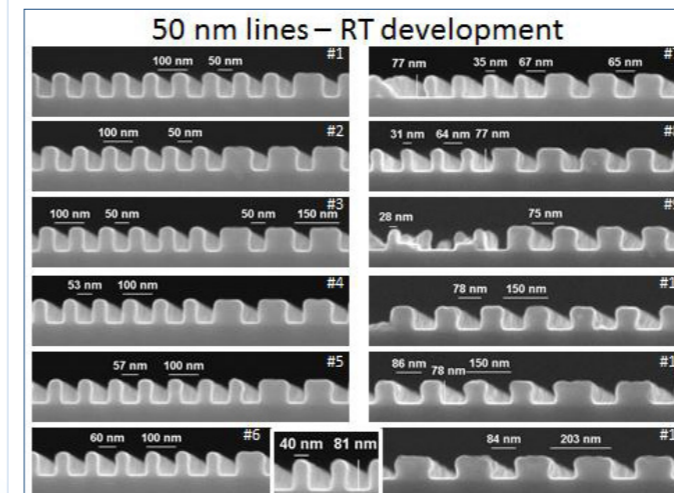 50 nm lines – RT development
#1
100 nm 50 nm
#2
100 nm 50 nm
#3
100 nm 50 nm 50 nm 150 nm
#4
53 nm 100 nm
#5
57 nm 100 nm
#6
60 nm 100 nm
40 nm 81 nm
77 nm 35 nm 67 nm 65 nm
31 nm 64 nm 77 nm
28 nm 75 nm
#1
78 nm 150 nm
#1
86 nm 78 nm 150 nm
#1
84 nm 203 nm